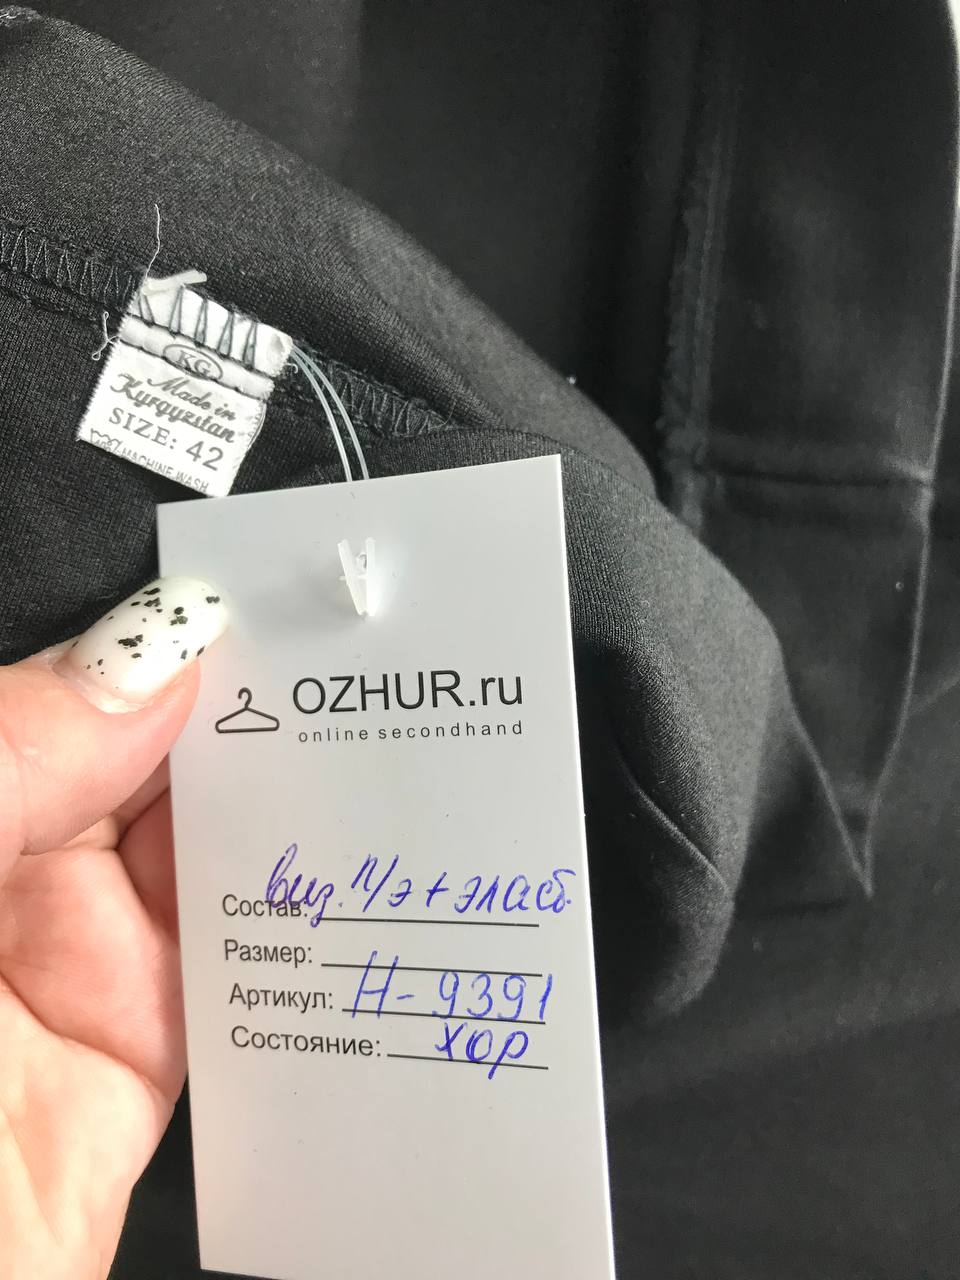 KG
Made in
Kyrgyzstan
SIZE: 42
MACHINE WASH
OZHUR.ru
online secondhand
Состав: виз. п/э + эласт.
Размер:
Артикул: Н-9391
Состояние: хор